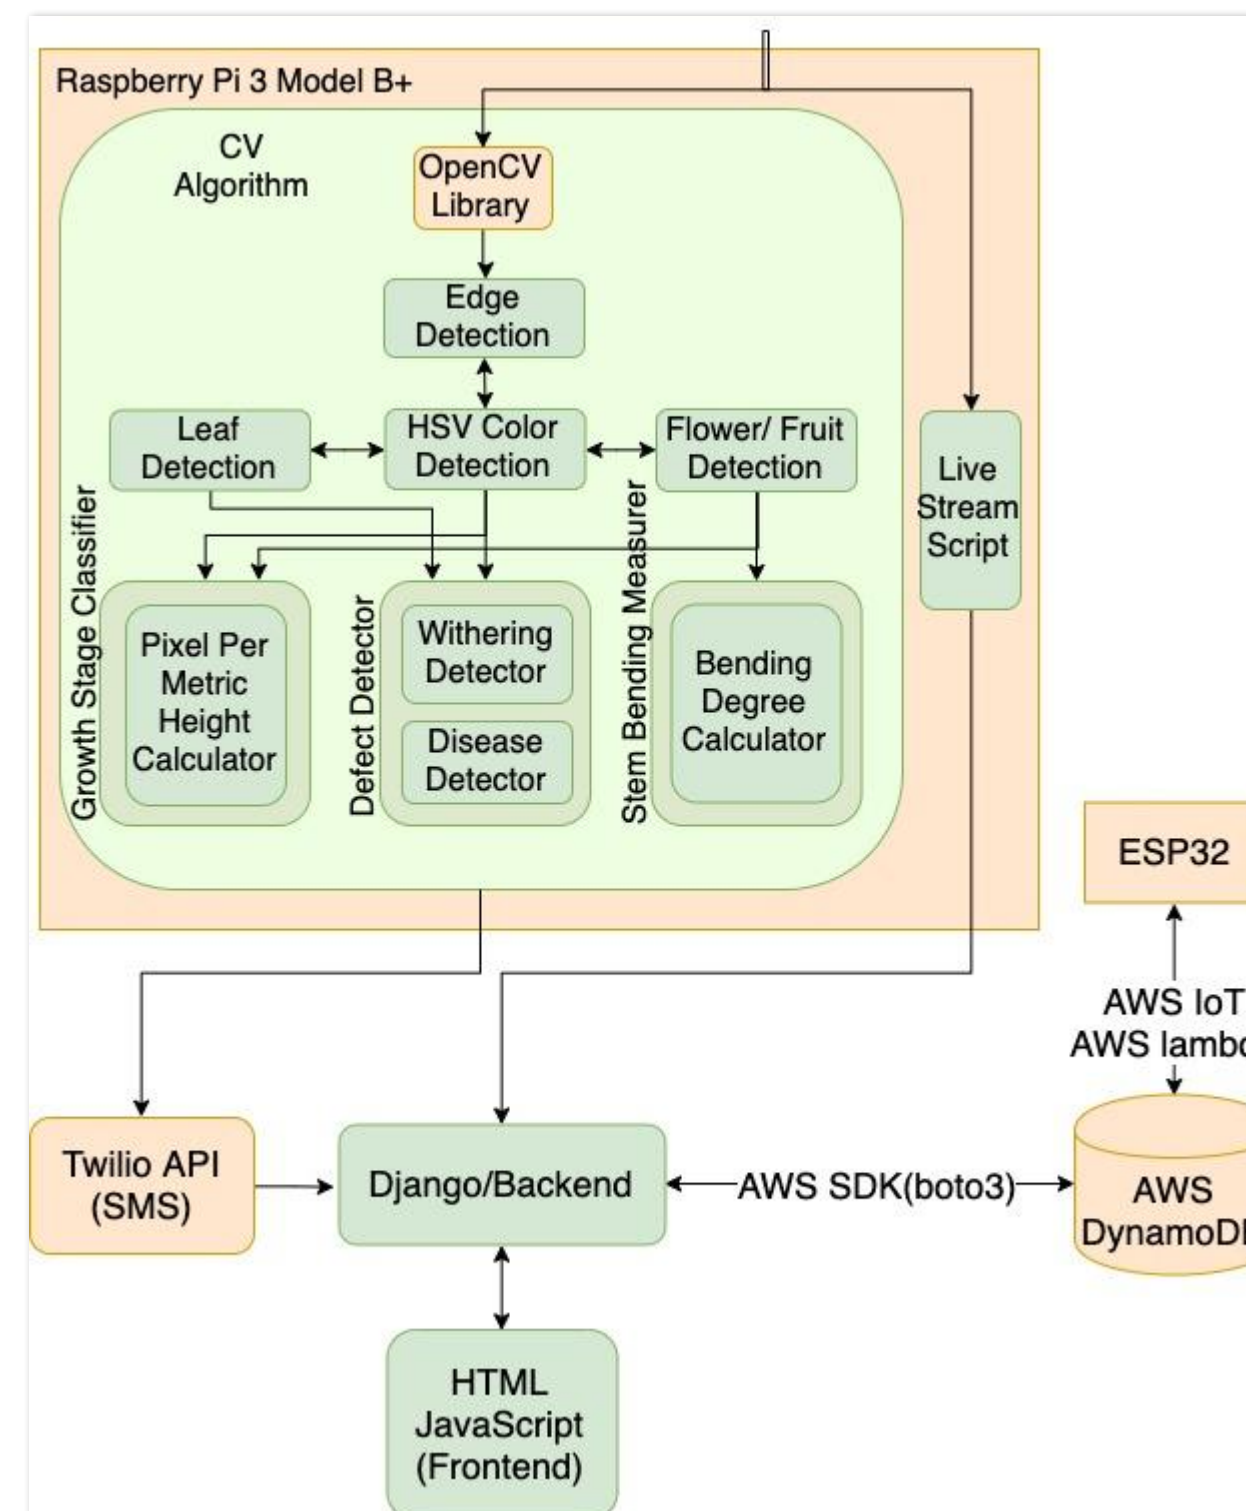 Raspberry Pi 3 Model B+
CV
Algorithm
OpenCV
Library
Edge
Detection
Leaf
Detection
HSV Color
Detection
Flower/ Fruit
Detection
Live
Stream
Script
Growth Stage Classifier
Pixel Per
Metric
Height
Calculator
Defect Detector
Withering
Detector
Disease
Detector
Stem Bending Measurer
Bending
Degree
Calculator
ESP32
AWS IoT
AWS
Twilio API
(SMS)
Django/Backend
AWS SDK(boto3)
AWS
HTML
JavaScript
(Frontend)